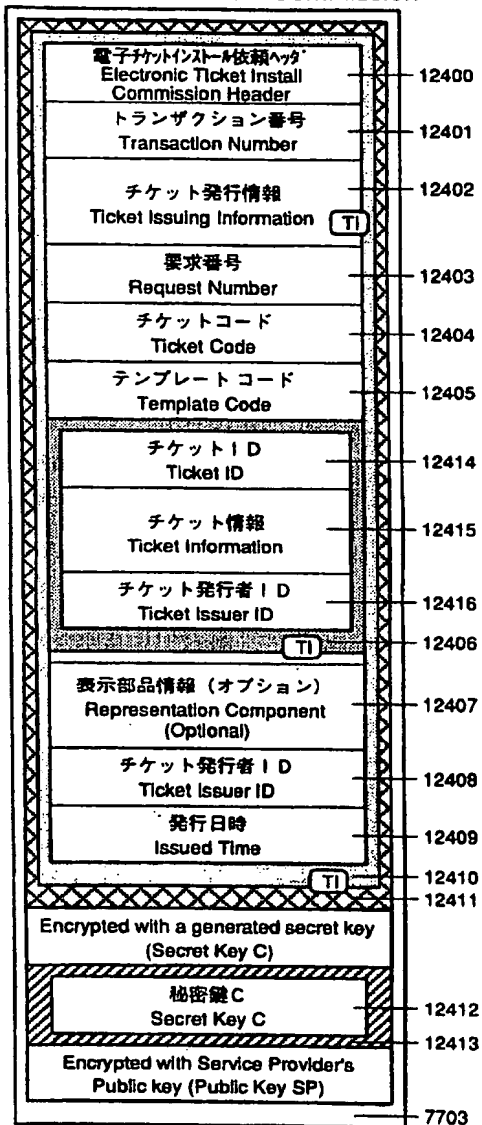 電子チケットインストール依頼ヘッダ
Electronic Ticket Install
Commission Header
12400
トランザクション番号
Transaction Number
12401
チケット発行情報
Ticket Issuing Information
TI
12402
要求番号
Request Number
12403
チケットコード
Ticket Code
12404
テンプレートコード
Template Code
12405
チケットID
Ticket ID
12414
チケット情報
Ticket Information
12415
チケット発行者ID
Ticket Issuer ID
12416
TI
12406
表示部品情報（オプション）
Representation Component
(Optional)
12407
チケット発行者ID
Ticket Issuer ID
12408
発行日時
Issued Time
12409
TI
12410
12411
Encrypted with a generated secret key
(Secret Key C)
秘密鍵C
Secret Key C
12412
12413
Encrypted with Service Provider's
Public key (Public Key SP)
7703